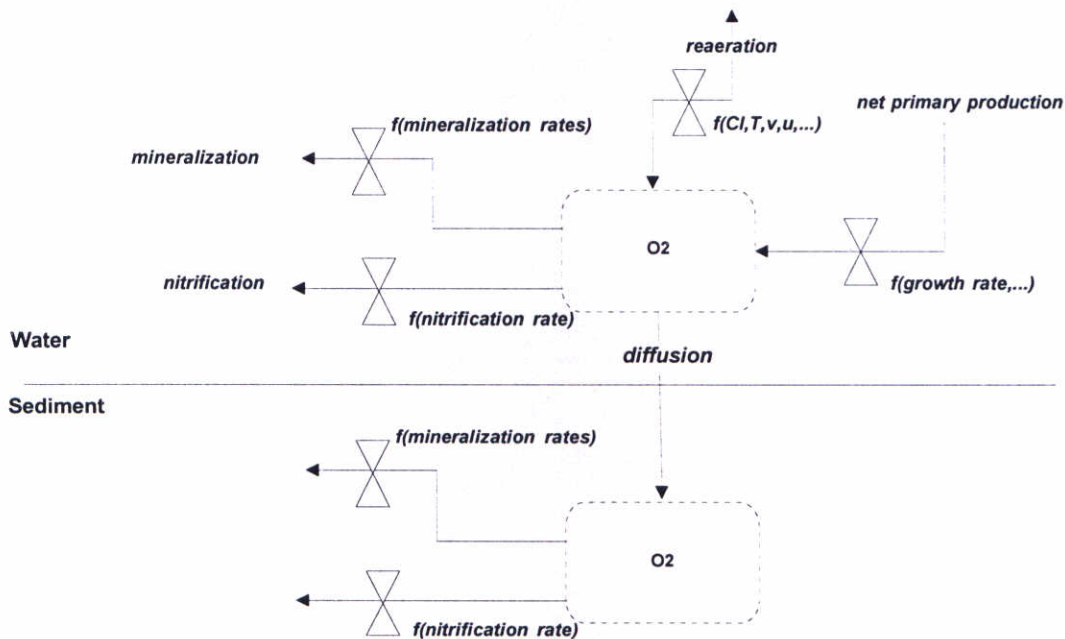 reaeration
net primary production
f(mineralization rates)
f(Cl,T,v,u,...)
mineralization
O2
nitrification
f(growth rate,...)
f(nitrification rate)
Water
diffusion
Sediment
f(mineralization rates)
O2
f(nitrification rate)